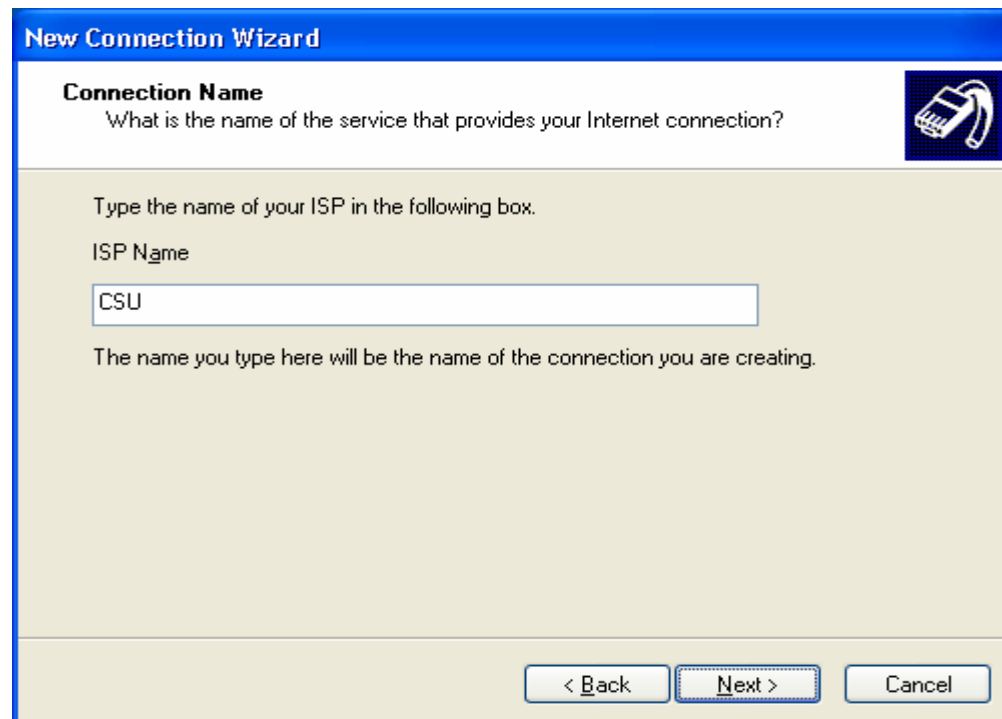 New Connection Wizard
Connection Name
What is the name of the service that provides your Internet connection?
Type the name of your ISP in the following box.
ISP Name
CSU
The name you type here will be the name of the connection you are creating.
< Back Next > Cancel